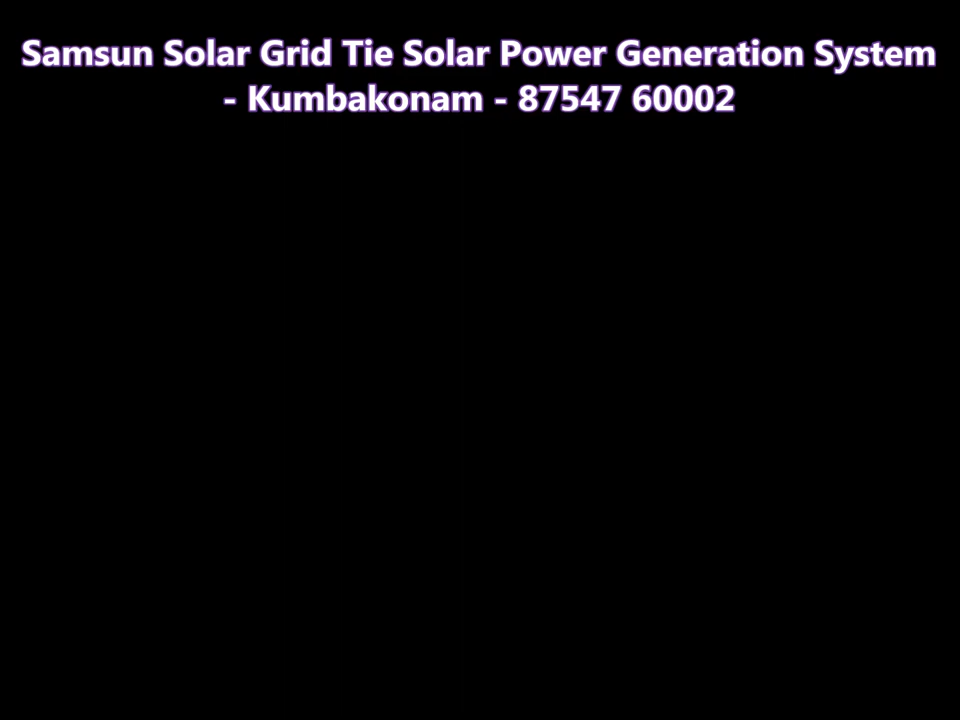 Samsun Solar Grid Tie Solar Power Generation System
- Kumbakonam - 87547 60002